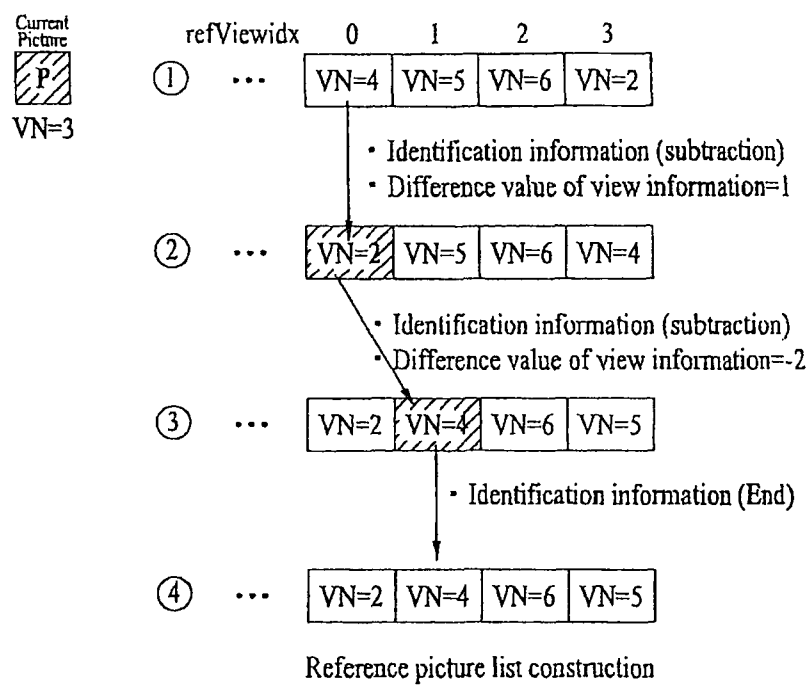 Current
Picture
P
VN=3
refViewidx 0 1 2 3
① ... VN=4 VN=5 VN=6 VN=2
· Identification information (subtraction)
· Difference value of view information=1
② ... VN=2 VN=5 VN=6 VN=4
· Identification information (subtraction)
· Difference value of view information=-2
③ ... VN=2 VN=4 VN=6 VN=5
· Identification information (End)
④ ... VN=2 VN=4 VN=6 VN=5
Reference picture list construction